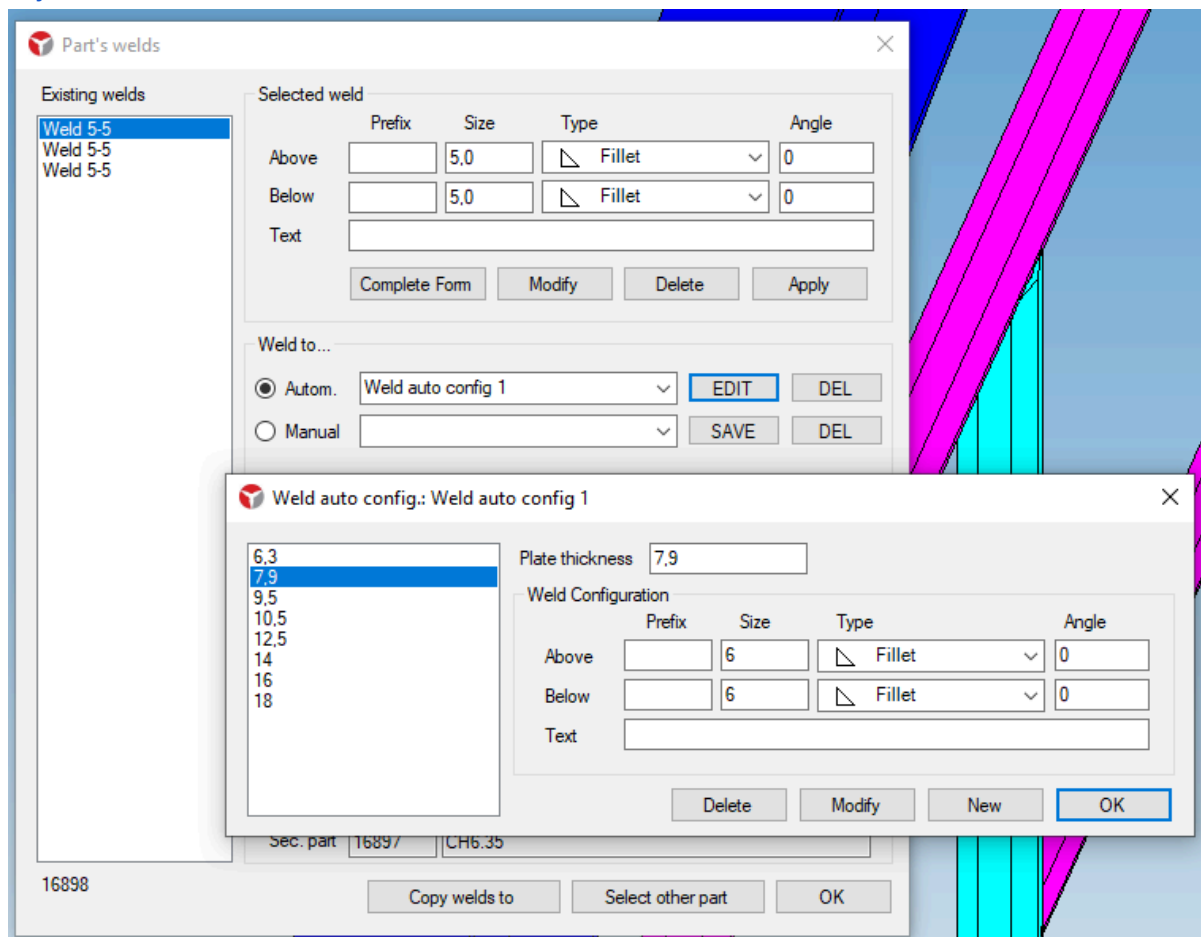 Part's welds
Existing welds
Weld 5-5
Weld 5-5
Weld 5-5
Selected weld
Prefix Size Type Angle
Above 5,0 Fillet 0
Below 5,0 Fillet 0
Text
Complete Form Modify Delete Apply
Weld to...
Autom. Weld auto config 1 EDIT DEL
Manual SAVE DEL
Weld auto config.: Weld auto config 1
6,3
7,9
9,5
10,5
12,5
14
16
18
Plate thickness 7,9
Weld Configuration
Prefix Size Type Angle
Above 6 Fillet 0
Below 6 Fillet 0
Text
Delete Modify New OK
Sec. part 16897 CH6.35
16898
Copy welds to Select other part OK